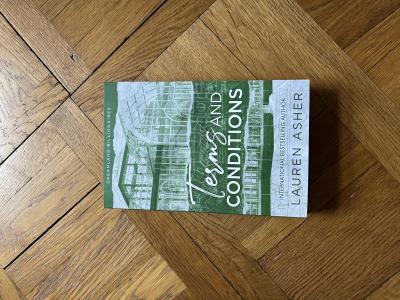 DREAMLAND BILLIONAIRES
Terms AND
CONDITIONS
INTERNATIONAL BESTSELLING AUTHOR
LAUREN ASHER